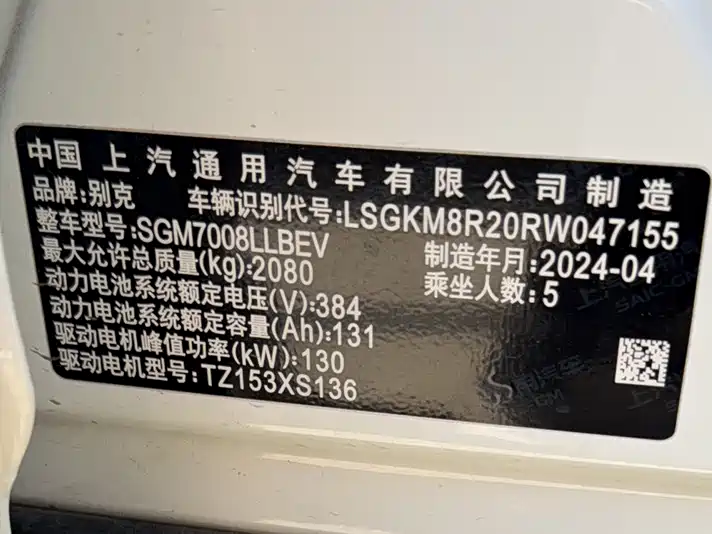 中国上汽通用汽车有限公司制造
品牌:别克 车辆识别代号:LSGKM8R20RW047155
整车型号:SGM7008LLBEV 制造年月:2024-04
最大允许总质量(kg):2080 乘坐人数:5
动力电池系统额定电压(V):384
动力电池系统额定容量(Ah):131
驱动电机峰值功率(kW):130
驱动电机型号:TZ153XS136
SAIC-GM